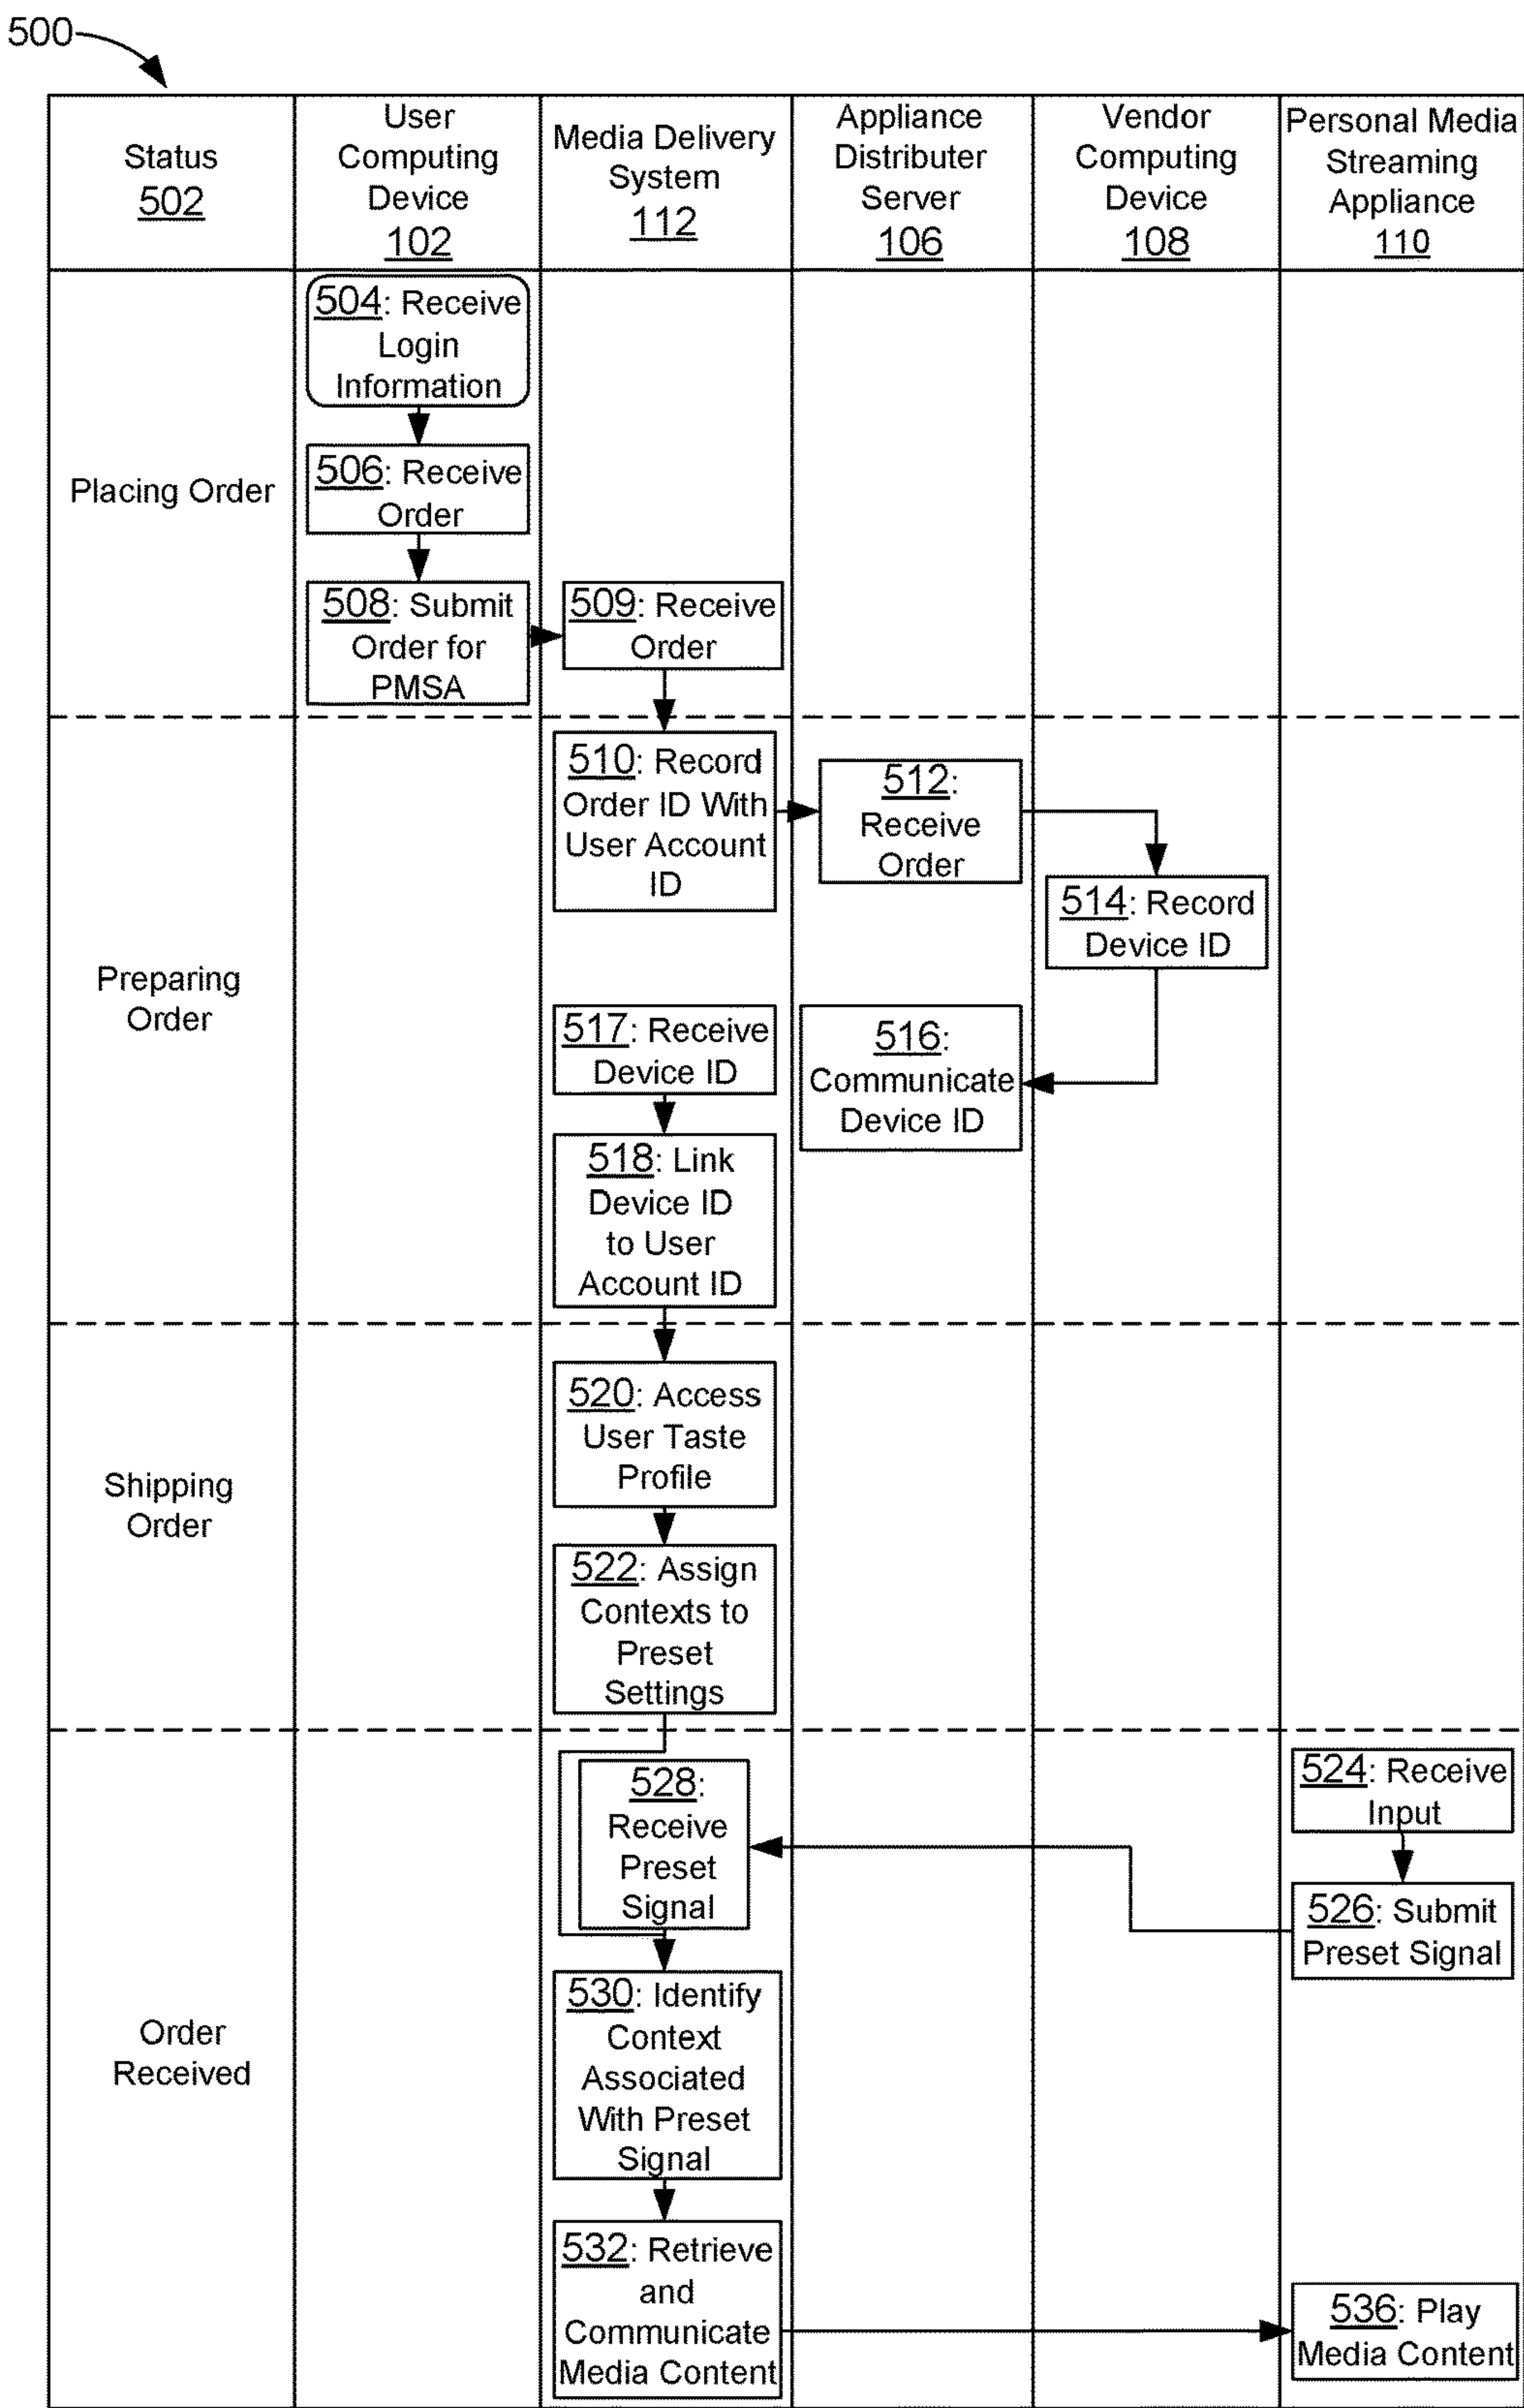 500
Status
502
User
Computing
Device
102
Media Delivery
System
112
Appliance
Distributer
Server
106
Vendor
Computing
Device
108
Personal Media
Streaming
Appliance
110
Placing Order
504: Receive
Login
Information
506: Receive
Order
508: Submit
Order for
PMSA
509: Receive
Order
Preparing
Order
510: Record
Order ID With
User Account
ID
512:
Receive
Order
514: Record
Device ID
516:
Communicate
Device ID
517: Receive
Device ID
518: Link
Device ID
to User
Account ID
Shipping
Order
520: Access
User Taste
Profile
522: Assign
Contexts to
Preset
Settings
Order
Received
524: Receive
Input
526: Submit
Preset Signal
528:
Receive
Preset
Signal
530: Identify
Context
Associated
With Preset
Signal
532: Retrieve
and
Communicate
Media Content
536: Play
Media Content